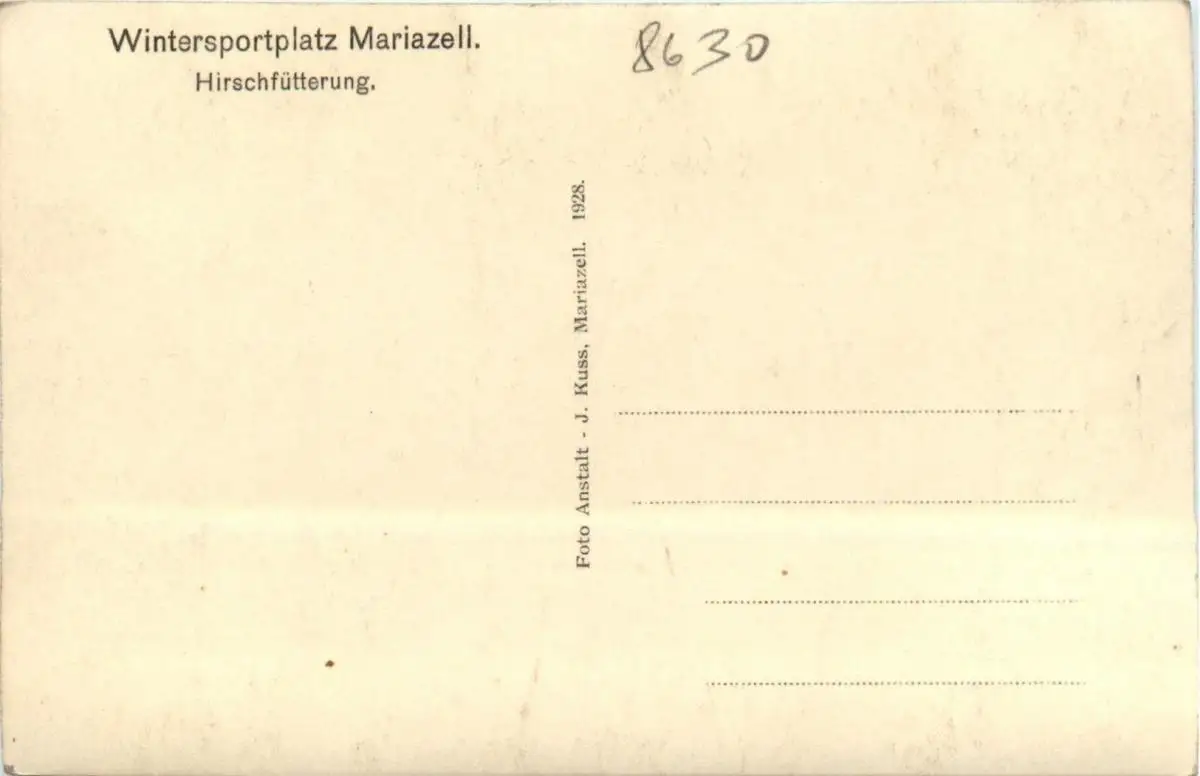 Wintersportplatz Mariazell.
Hirschfütterung.
8630
Foto Anstalt - J. Kuss, Mariazell. 1928.